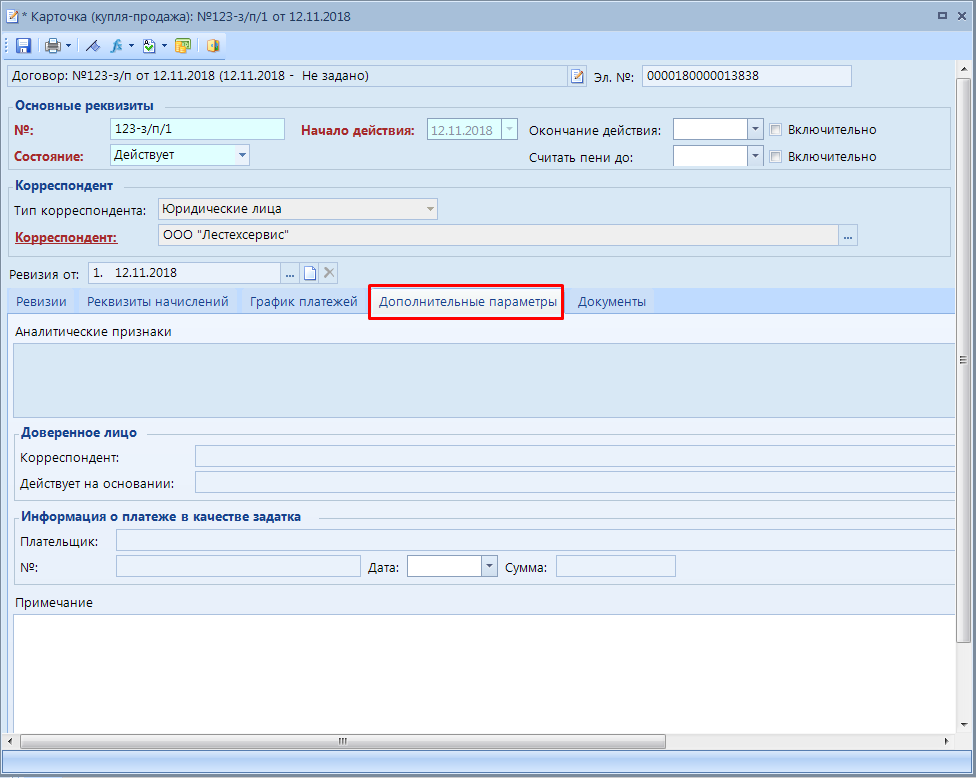 * Карточка (купля-продажа): №123-з/п/1 от 12.11.2018
Договор: №123-з/п от 12.11.2018 (12.11.2018 - Не задано) Эл. №: 0000180000013838
Основные реквизиты
№: 123-з/п/1 Начало действия: 12.11.2018 Окончание действия: Включительно
Состояние: Действует Считать пени до: Включительно
Корреспондент
Тип корреспондента: Юридические лица
Корреспондент: ООО "Лестехсервис" ...
Ревизия от: 1. 12.11.2018 ...
Ревизии Реквизиты начислений График платежей Дополнительные параметры Документы
Аналитические признаки
Доверенное лицо
Корреспондент:
Действует на основании:
Информация о платеже в качестве задатка
Плательщик:
№: Дата: Сумма:
Примечание